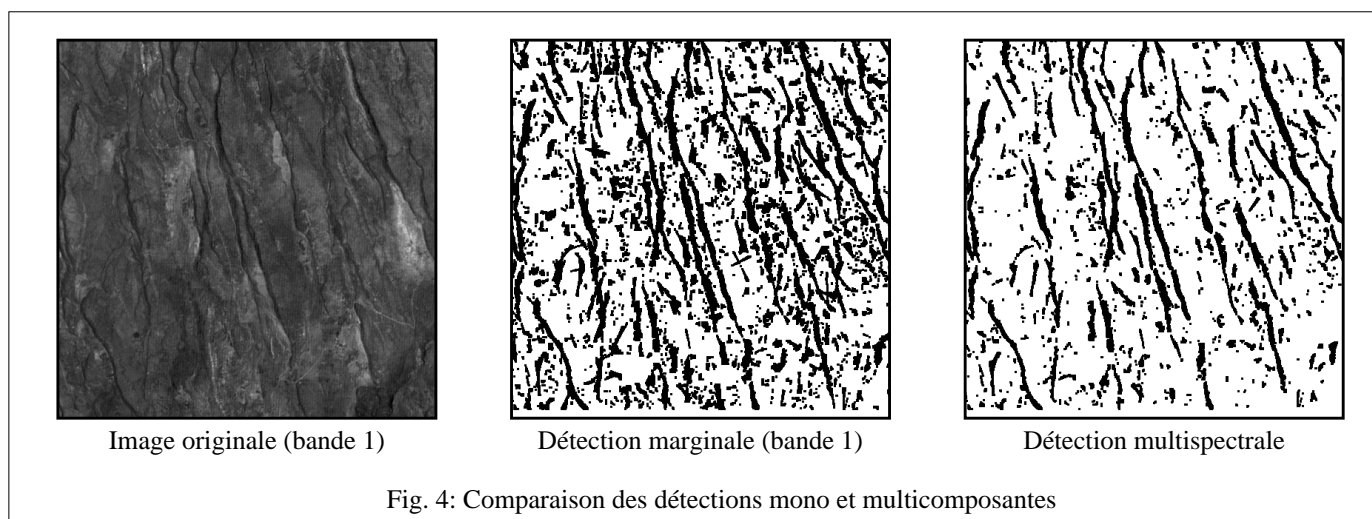 Image originale (bande 1)
Détection marginale (bande 1)
Détection multispectrale
Fig. 4: Comparaison des détections mono et multicomposantes